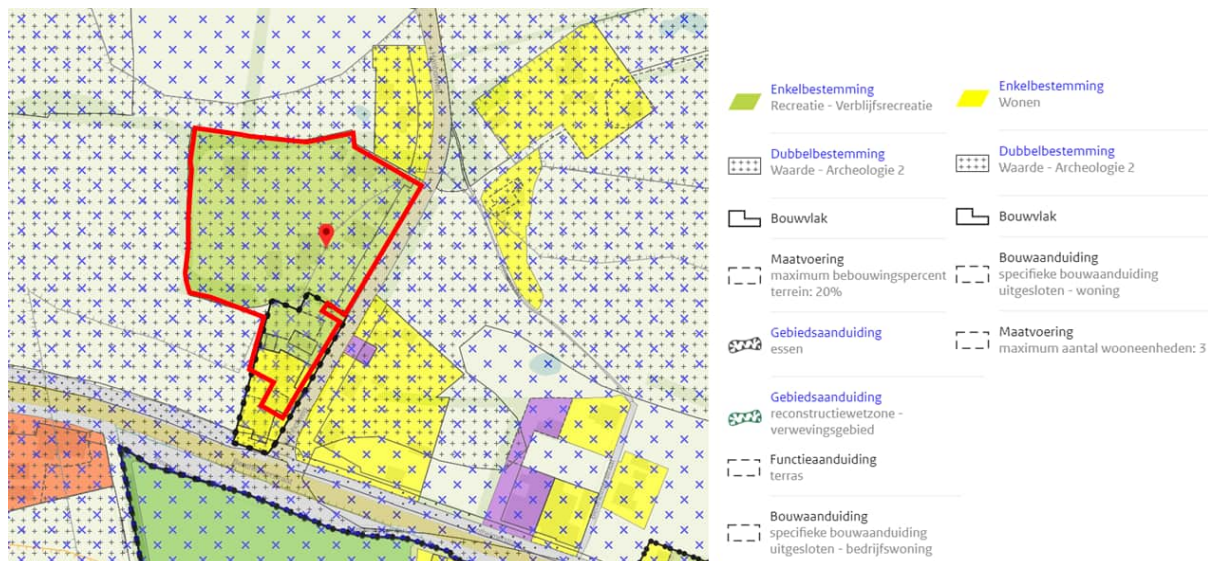 Enkelbestemming
Recreatie - Verblijfsrecreatie
Dubbelbestemming
Waarde - Archeologie 2
Bouwvlak
Maatvoering
maximum bebouwingspercent
terrein: 20%
Gebiedsaanduiding
essen
Gebiedsaanduiding
reconstructiewetzone -
verwevingsgebied
Functieaanduiding
terras
Bouwaanduiding
specifieke bouwaanduiding
uitgesloten - bedrijfswoning
Enkelbestemming
Wonen
Dubbelbestemming
Waarde - Archeologie 2
Bouwvlak
Bouwaanduiding
specifieke bouwaanduiding
uitgesloten - woning
Maatvoering
maximum aantal wooneenheden: 3